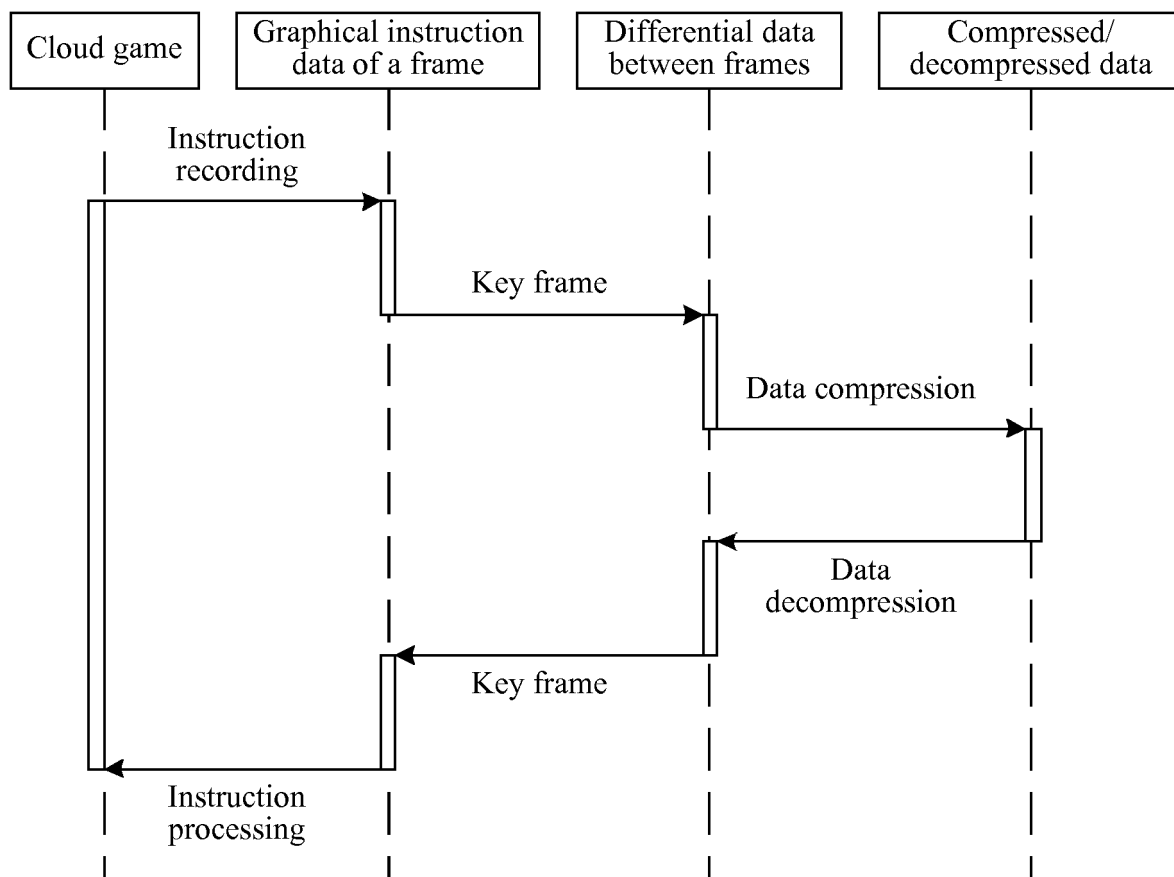 Cloud game
Graphical instruction
data of a frame
Differential data
between frames
Compressed/
decompressed data
Instruction
recording
Key frame
Data compression
Data
decompression
Key frame
Instruction
processing